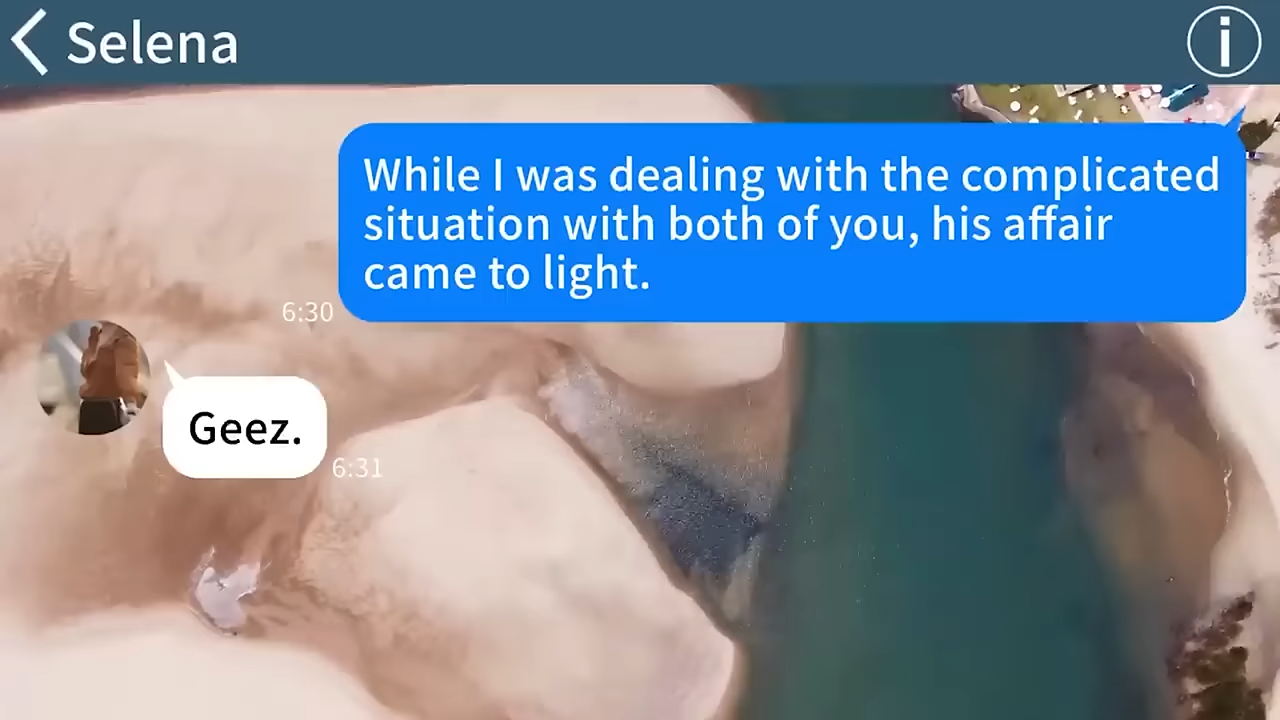 Selena
While I was dealing with the complicated
situation with both of you, his affair
came to light.
6:30
Geez.
6:31